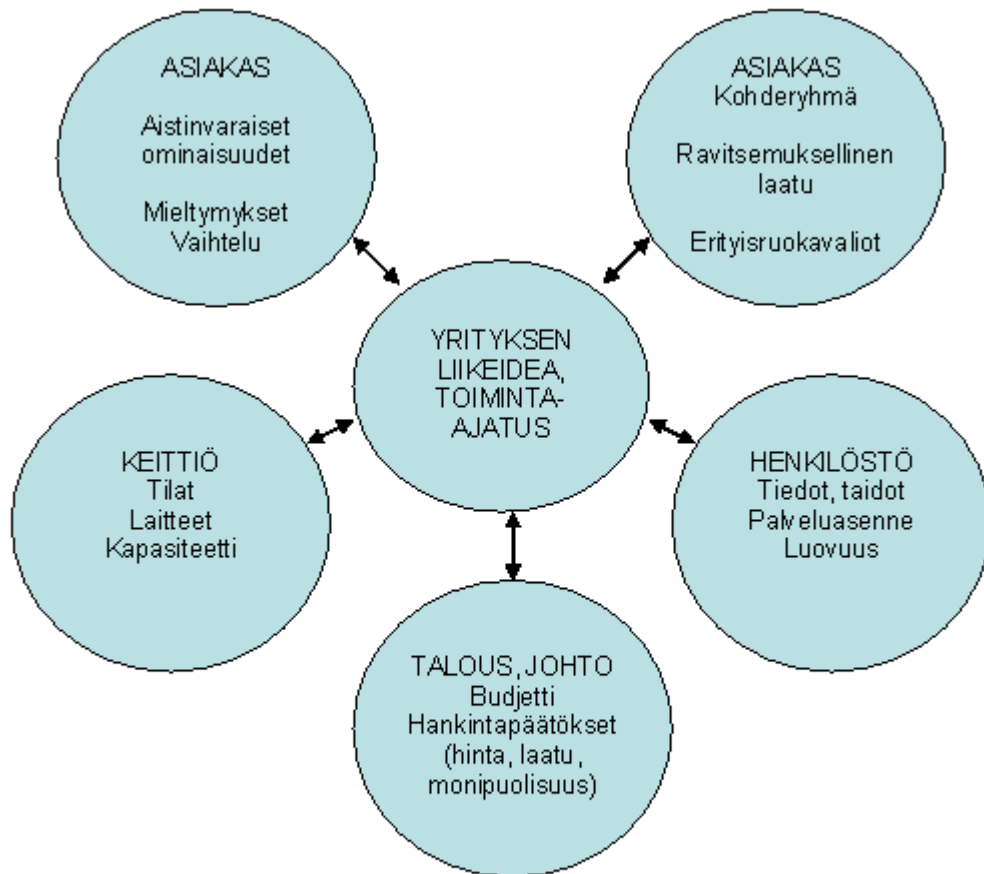 ASIAKAS
Aistinvaraiset
ominaisuudet
Mieltymykset
Vaihtelu
ASIAKAS
Kohderyhmä
Ravitsemuksellinen
laatu
Erityisruokavaliot
YRITYKSEN
LIIKEIDEA,
TOIMINTA-
AJATUS
KEITTIÖ
Tilat
Laitteet
Kapasiteetti
HENKILÖSTÖ
Tiedot, taidot
Palveluasenne
Luovuus
TALOUS, JOHTO
Budjetti
Hankintapäätökset
(hinta, laatu,
monipuolisuus)